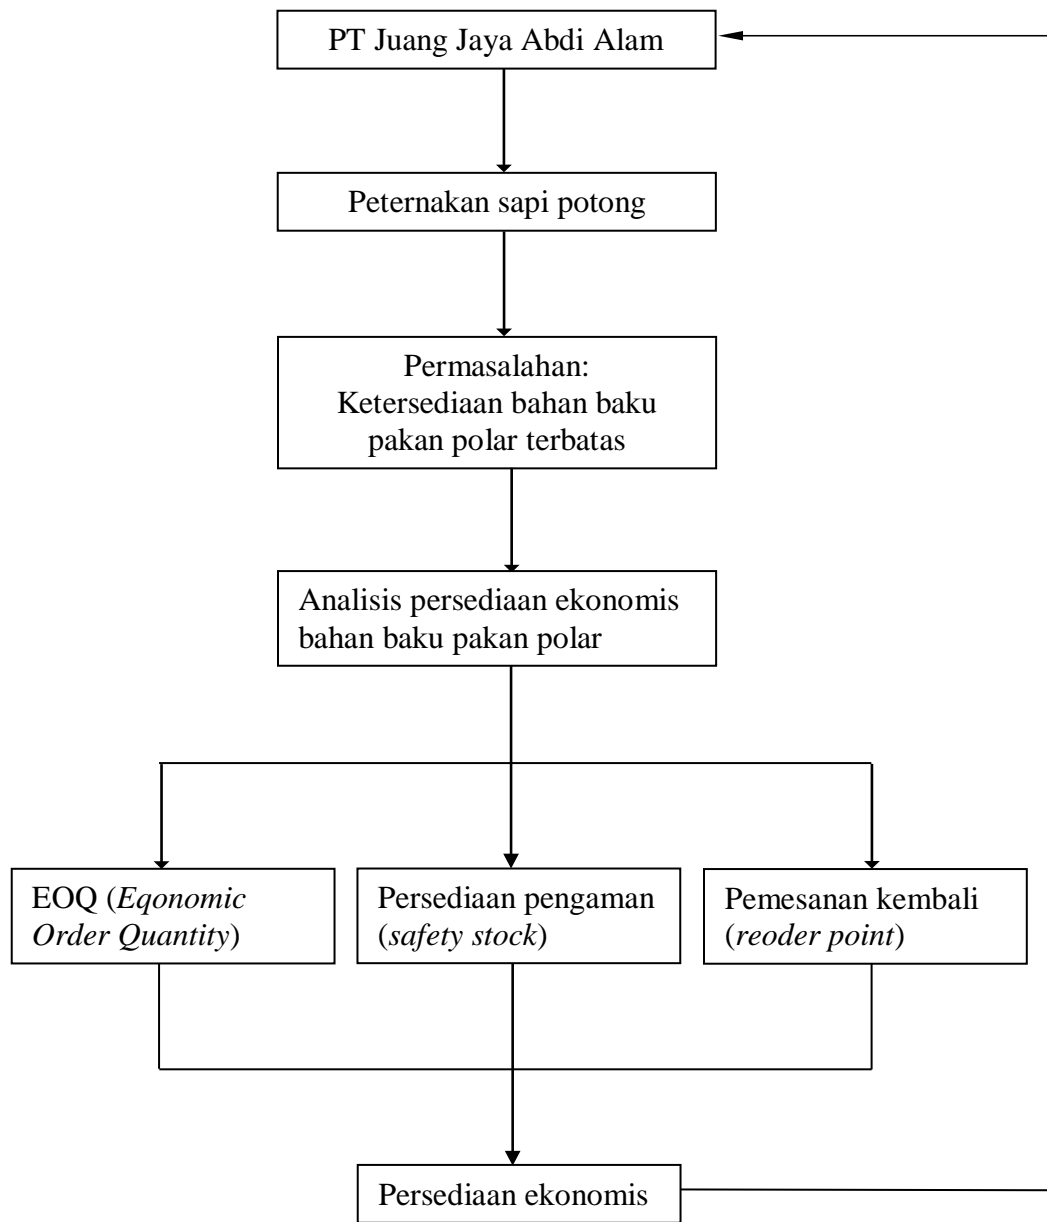 PT Juang Jaya Abdi Alam
Peternakan sapi potong
Permasalahan:
Ketersediaan bahan baku
pakan polar terbatas
Analisis persediaan ekonomis
bahan baku pakan polar
EOQ (Eqonomic
Order Quantity)
Persediaan pengaman
(safety stock)
Pemesanan kembali
(reoder point)
Persediaan ekonomis